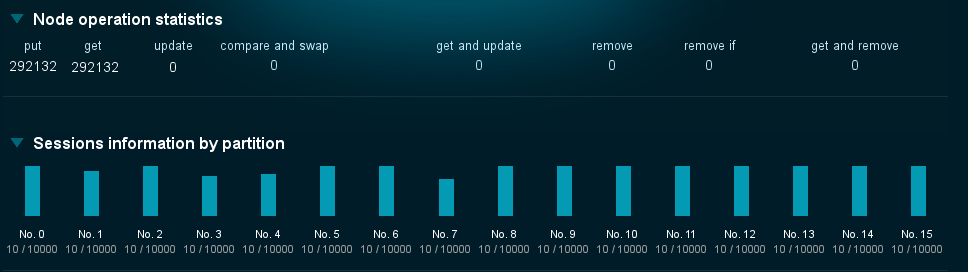 Node operation statistics
put get update compare and swap get and update remove remove if get and remove
292132 292132 0 0 0 0 0 0
Sessions information by partition
No. 0 No. 1 No. 2 No. 3 No. 4 No. 5 No. 6 No. 7 No. 8 No. 9 No. 10 No. 11 No. 12 No. 13 No. 14 No. 15
10 / 10000 10 / 10000 10 / 10000 10 / 10000 10 / 10000 10 / 10000 10 / 10000 10 / 10000 10 / 10000 10 / 10000 10 / 10000 10 / 10000 10 / 10000 10 / 10000 10 / 10000 10 / 10000